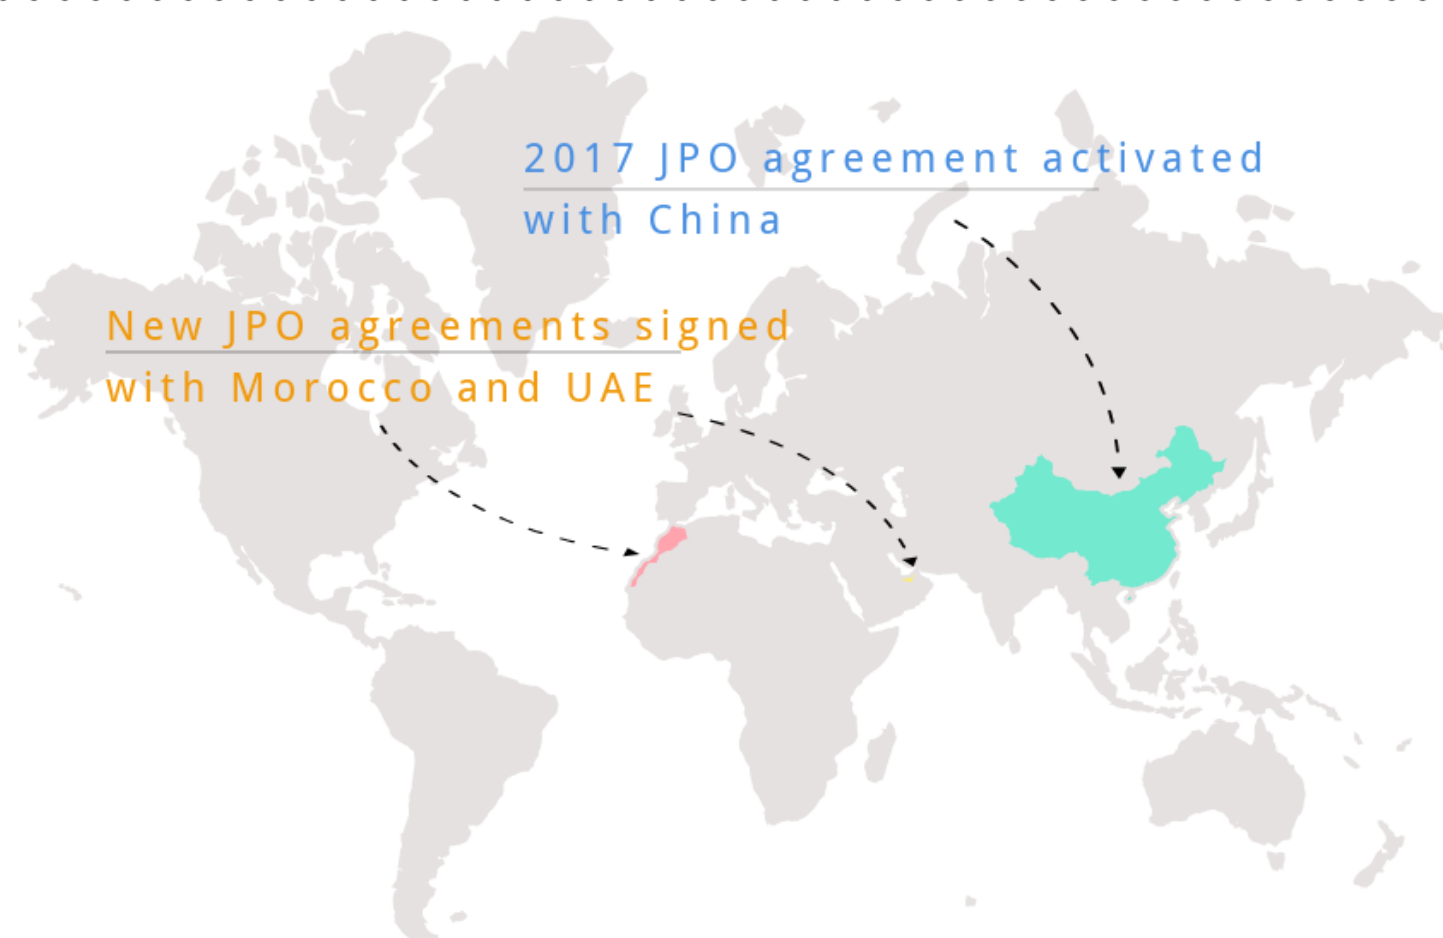 2017 JPO agreement activated
with China
New JPO agreements signed
with Morocco and UAE